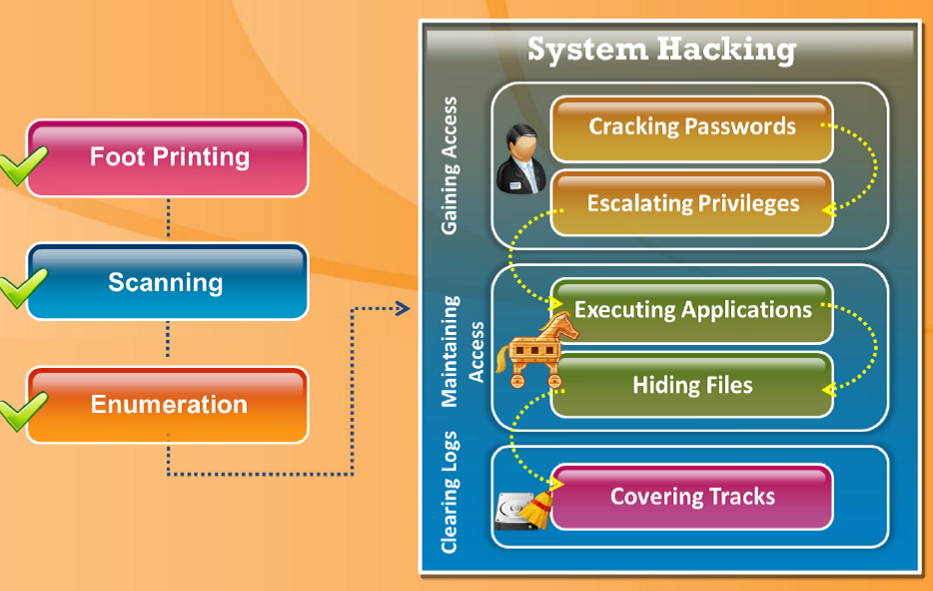 Foot Printing
Scanning
Enumeration
System Hacking
Gaining Access
Cracking Passwords
Escalating Privileges
Maintaining
Access
Executing Applications
Hiding Files
Clearing Logs
Covering Tracks